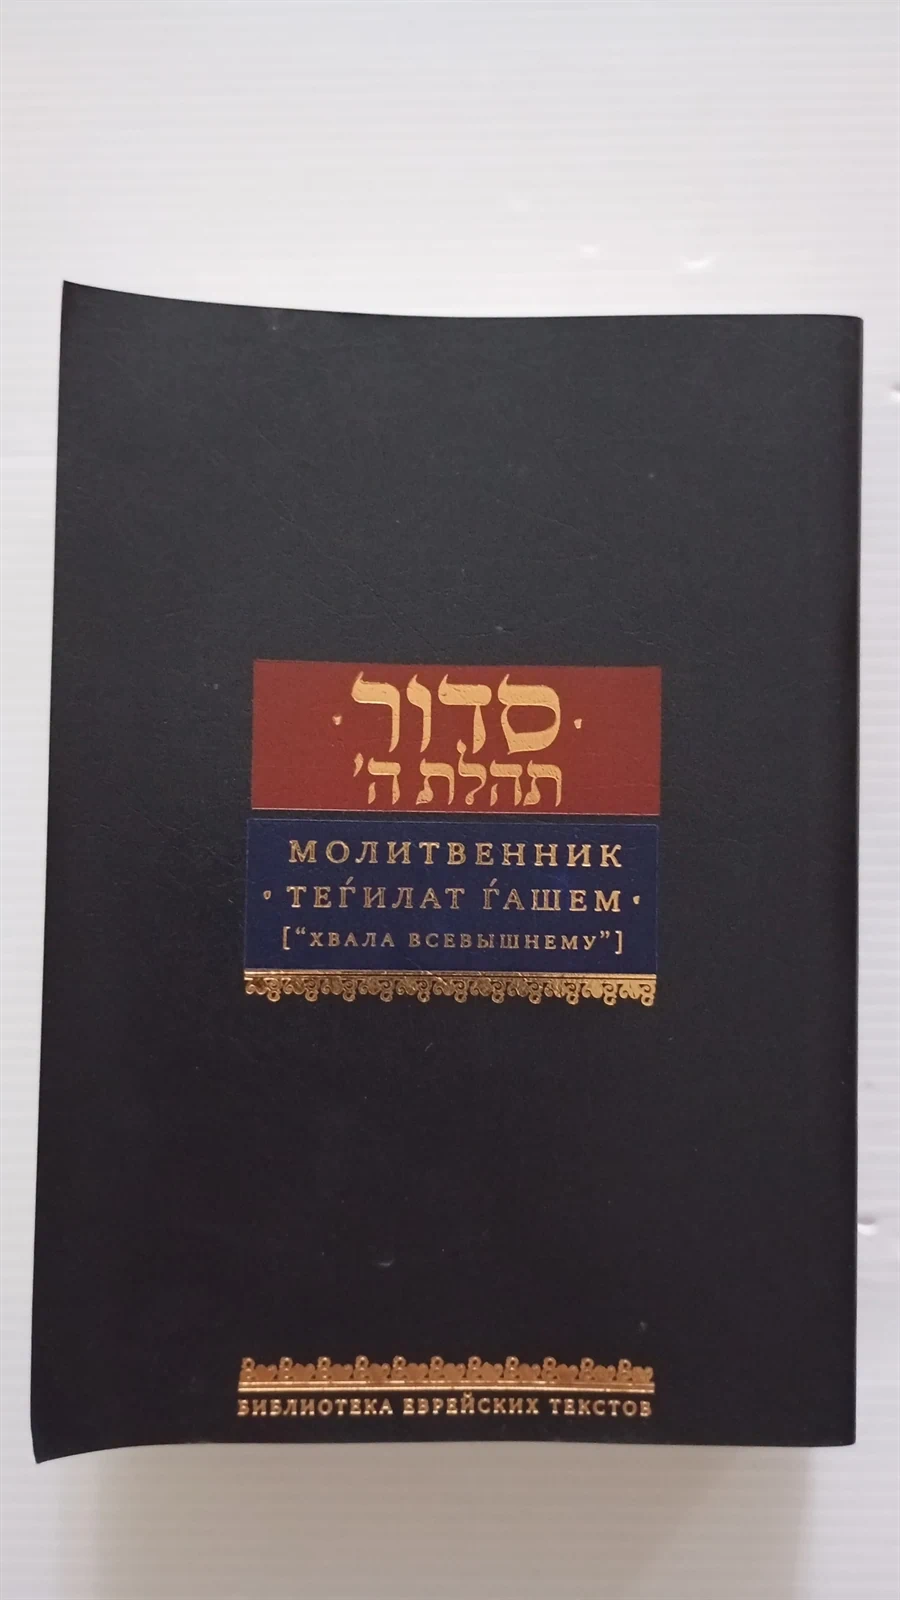 סדור
תהלת ה'
МОЛИТВЕННИК
· ТЕЃИЛАТ ЃАШЕМ ·
["ХВАЛА ВСЕВЫШНЕМУ"]
БИБЛИОТЕКА ЕВРЕЙСКИХ ТЕКСТОВ